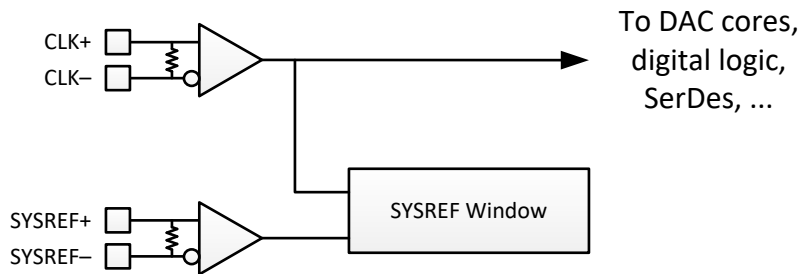 CLK+
CLK–
To DAC cores,
digital logic,
SerDes, ...
SYSREF+
SYSREF–
SYSREF Window